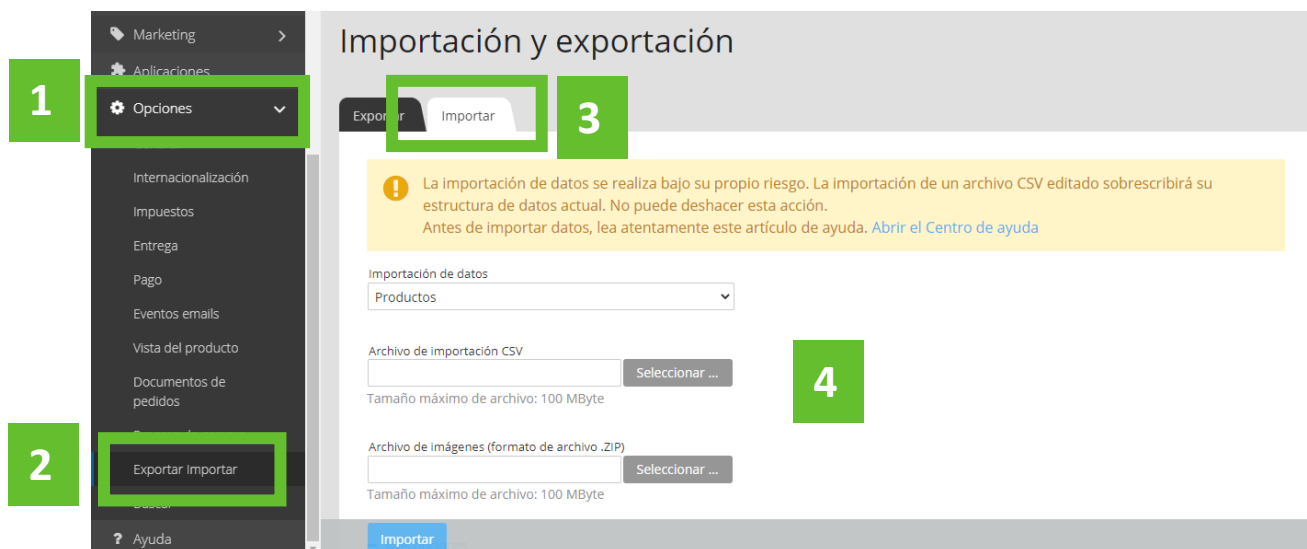 Marketing
Aplicaciones
1
Opciones
Internacionalización
Impuestos
Entrega
Pago
Eventos emails
Vista del producto
Documentos de
pedidos
2
Exportar Importar
Buscar
? Ayuda
Importación y exportación
Exportar
Importar
3
La importación de datos se realiza bajo su propio riesgo. La importación de un archivo CSV editado sobrescribirá su
estructura de datos actual. No puede deshacer esta acción.
Antes de importar datos, lea atentamente este artículo de ayuda. Abrir el Centro de ayuda
Importación de datos
Productos
Archivo de importación CSV
Seleccionar ...
Tamaño máximo de archivo: 100 MByte
4
Archivo de imágenes (formato de archivo .ZIP)
Seleccionar ...
Tamaño máximo de archivo: 100 MByte
Importar